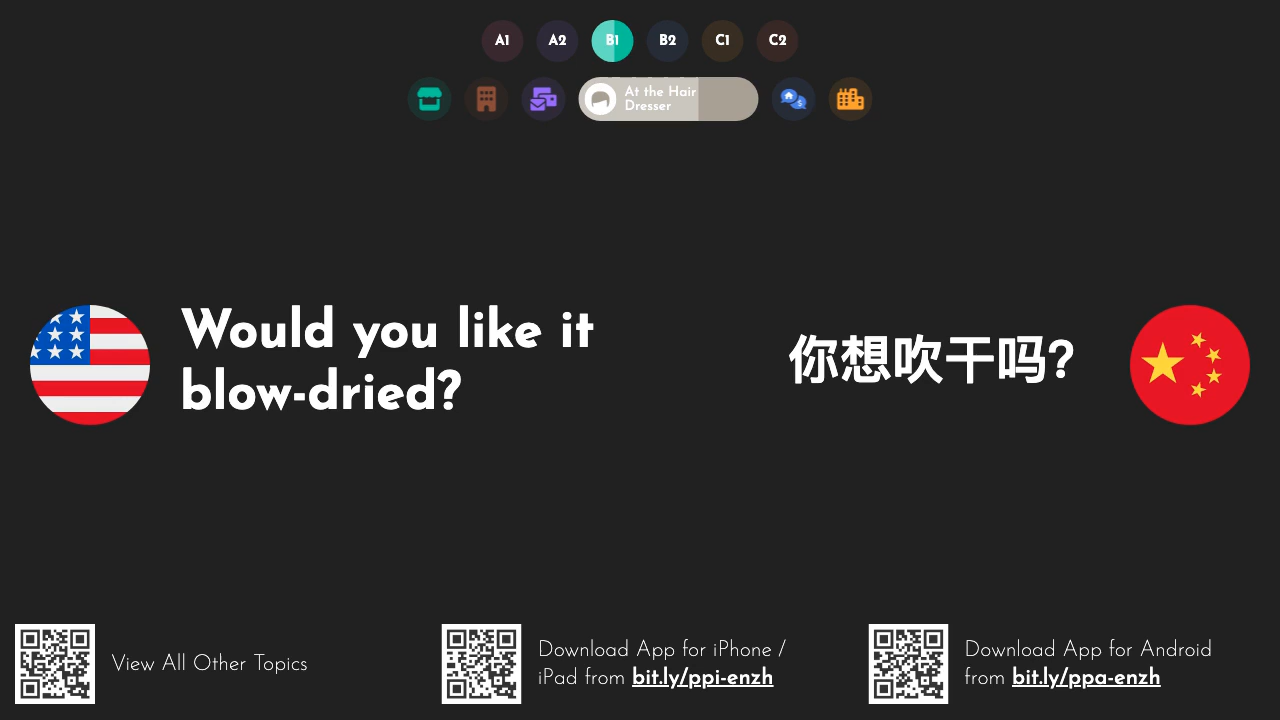 A1 A2 B1 B2 C1 C2
At the Hair
Dresser
Would you like it
blow-dried?
你想吹干吗?
View All Other Topics
Download App for iPhone /
iPad from bit.ly/ppi-enzh
Download App for Android
from bit.ly/ppa-enzh